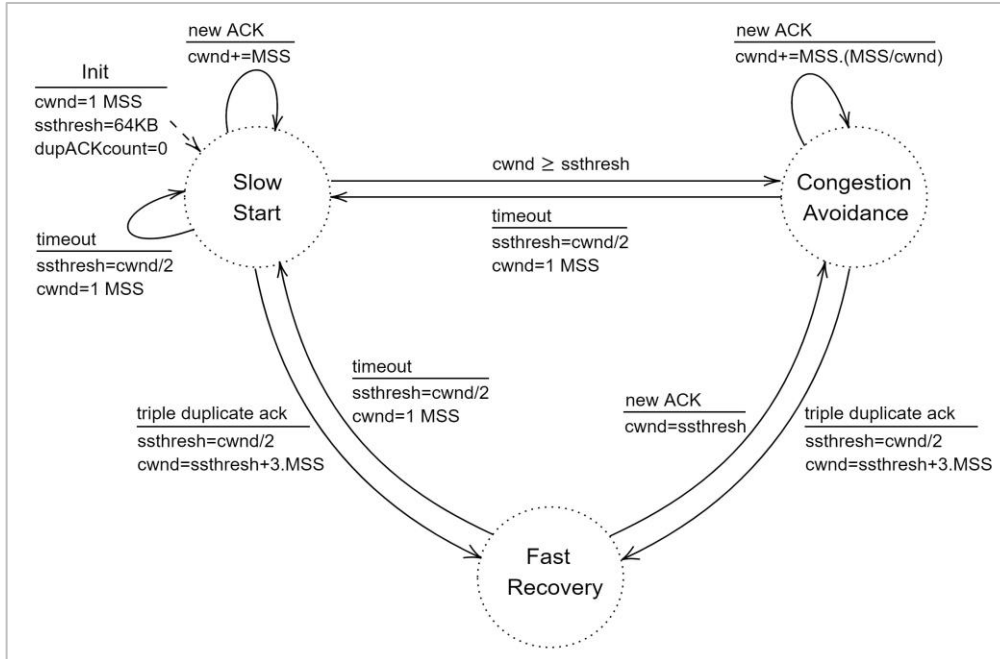 new ACK
cwnd+=MSS
Init
cwnd=1 MSS
ssthresh=64KB
dupACKcount=0
new ACK
cwnd+=MSS.(MSS/cwnd)
Slow
Start
cwnd ≥ ssthresh
timeout
ssthresh=cwnd/2
cwnd=1 MSS
Congestion
Avoidance
timeout
ssthresh=cwnd/2
cwnd=1 MSS
timeout
ssthresh=cwnd/2
cwnd=1 MSS
triple duplicate ack
ssthresh=cwnd/2
cwnd=ssthresh+3.MSS
new ACK
cwnd=ssthresh
triple duplicate ack
ssthresh=cwnd/2
cwnd=ssthresh+3.MSS
Fast
Recovery